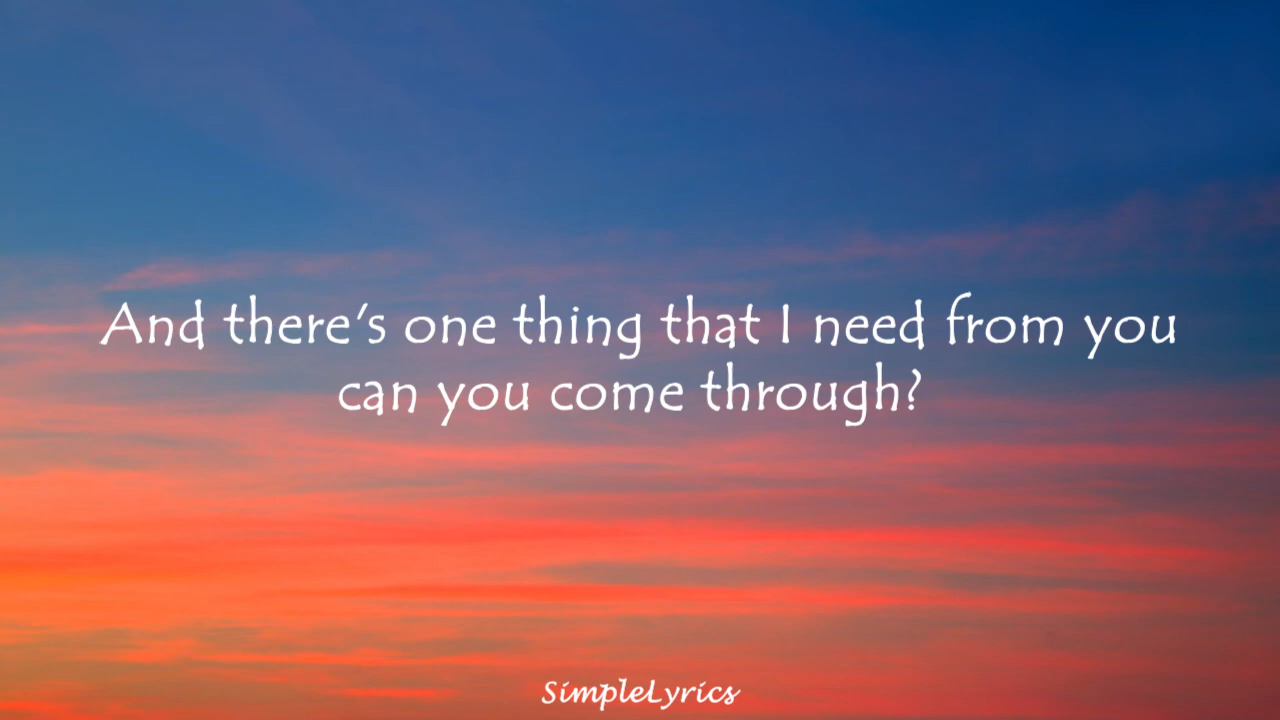 And there's one thing that I need from you
can you come through?
SimpleLyrics